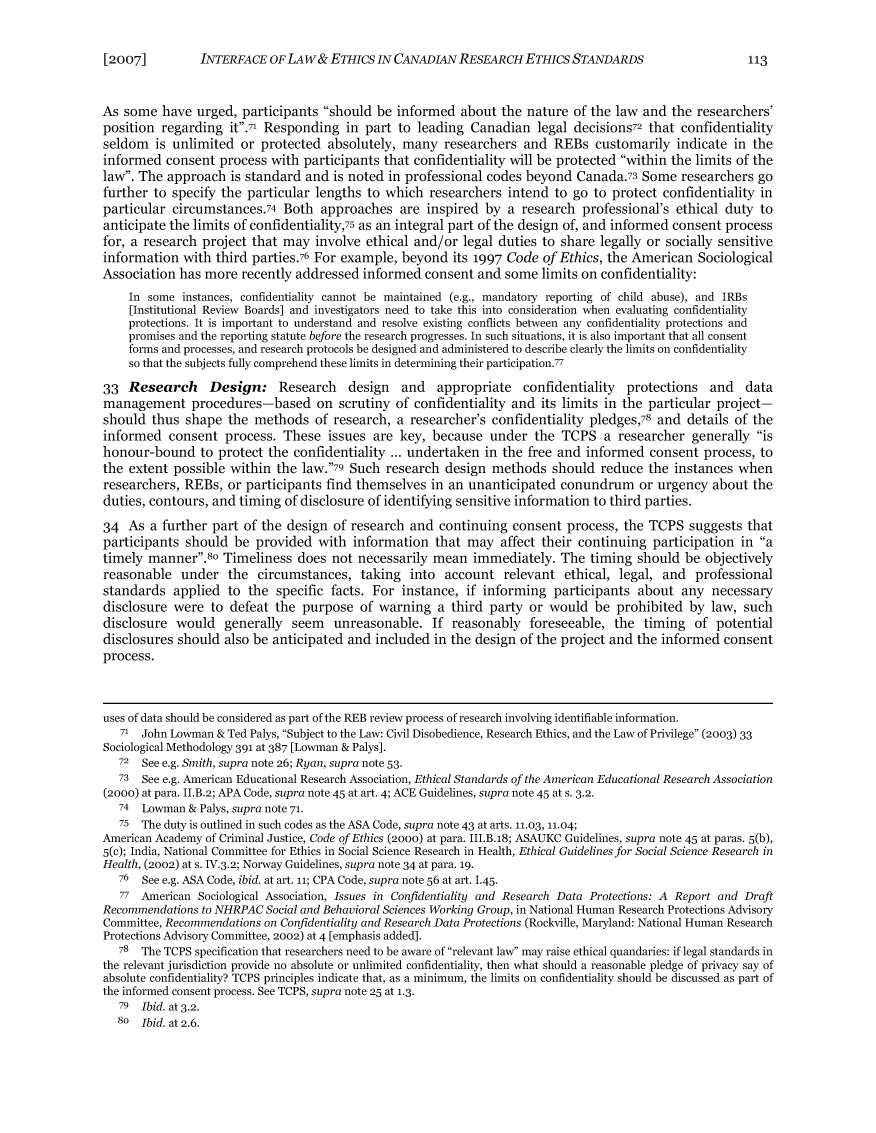 [2007] INTERFACE OF LAW & ETHICS IN CANADIAN RESEARCH ETHICS STANDARDS 113
As some have urged, participants “should be informed about the nature of the law and the researchers’
position regarding it”.71 Responding in part to leading Canadian legal decisions72 that confidentiality
seldom is unlimited or protected absolutely, many researchers and REBs customarily indicate in the
informed consent process with participants that confidentiality will be protected “within the limits of the
law”. The approach is standard and is noted in professional codes beyond Canada.73 Some researchers go
further to specify the particular lengths to which researchers intend to go to protect confidentiality in
particular circumstances.74 Both approaches are inspired by a research professional’s ethical duty to
anticipate the limits of confidentiality,75 as an integral part of the design of, and informed consent process
for, a research project that may involve ethical and/or legal duties to share legally or socially sensitive
information with third parties.76 For example, beyond its 1997 Code of Ethics, the American Sociological
Association has more recently addressed informed consent and some limits on confidentiality:
In some instances, confidentiality cannot be maintained (e.g., mandatory reporting of child abuse), and IRBs
[Institutional Review Boards] and investigators need to take this into consideration when evaluating confidentiality
protections. It is important to understand and resolve existing conflicts between any confidentiality protections and
promises and the reporting statute before the research progresses. In such situations, it is also important that all consent
forms and processes, and research protocols be designed and administered to describe clearly the limits on confidentiality
so that the subjects fully comprehend these limits in determining their participation.77
33 Research Design: Research design and appropriate confidentiality protections and data
management procedures—based on scrutiny of confidentiality and its limits in the particular project—
should thus shape the methods of research, a researcher’s confidentiality pledges,78 and details of the
informed consent process. These issues are key, because under the TCPS a researcher generally “is
honour-bound to protect the confidentiality ... undertaken in the free and informed consent process, to
the extent possible within the law.”79 Such research design methods should reduce the instances when
researchers, REBs, or participants find themselves in an unanticipated conundrum or urgency about the
duties, contours, and timing of disclosure of identifying sensitive information to third parties.
34 As a further part of the design of research and continuing consent process, the TCPS suggests that
participants should be provided with information that may affect their continuing participation in “a
timely manner”.80 Timeliness does not necessarily mean immediately. The timing should be objectively
reasonable under the circumstances, taking into account relevant ethical, legal, and professional
standards applied to the specific facts. For instance, if informing participants about any necessary
disclosure were to defeat the purpose of warning a third party or would be prohibited by law, such
disclosure would generally seem unreasonable. If reasonably foreseeable, the timing of potential
disclosures should also be anticipated and included in the design of the project and the informed consent
process.
uses of data should be considered as part of the REB review process of research involving identifiable information.
71 John Lowman & Ted Palys, “Subject to the Law: Civil Disobedience, Research Ethics, and the Law of Privilege” (2003) 33
Sociological Methodology 391 at 387 [Lowman & Palys].
72 See e.g. Smith, supra note 26; Ryan, supra note 53.
73 See e.g. American Educational Research Association, Ethical Standards of the American Educational Research Association
(2000) at para. II.B.2; APA Code, supra note 45 at art. 4; ACE Guidelines, supra note 45 at s. 3.2.
74 Lowman & Palys, supra note 71.
75 The duty is outlined in such codes as the ASA Code, supra note 43 at arts. 11.03, 11.04;
American Academy of Criminal Justice, Code of Ethics (2000) at para. III.B.18; ASAUKC Guidelines, supra note 45 at paras. 5(b),
5(c); India, National Committee for Ethics in Social Science Research in Health, Ethical Guidelines for Social Science Research in
Health, (2002) at s. IV.3.2; Norway Guidelines, supra note 34 at para. 19.
76 See e.g. ASA Code, ibid. at art. 11; CPA Code, supra note 56 at art. I.45.
77 American Sociological Association, Issues in Confidentiality and Research Data Protections: A Report and Draft
Recommendations to NHRPAC Social and Behavioral Sciences Working Group, in National Human Research Protections Advisory
Committee, Recommendations on Confidentiality and Research Data Protections (Rockville, Maryland: National Human Research
Protections Advisory Committee, 2002) at 4 [emphasis added].
78 The TCPS specification that researchers need to be aware of “relevant law” may raise ethical quandaries: if legal standards in
the relevant jurisdiction provide no absolute or unlimited confidentiality, then what should a reasonable pledge of privacy say of
absolute confidentiality? TCPS principles indicate that, as a minimum, the limits on confidentiality should be discussed as part of
the informed consent process. See TCPS, supra note 25 at 1.3.
79 Ibid. at 3.2.
80 Ibid. at 2.6.